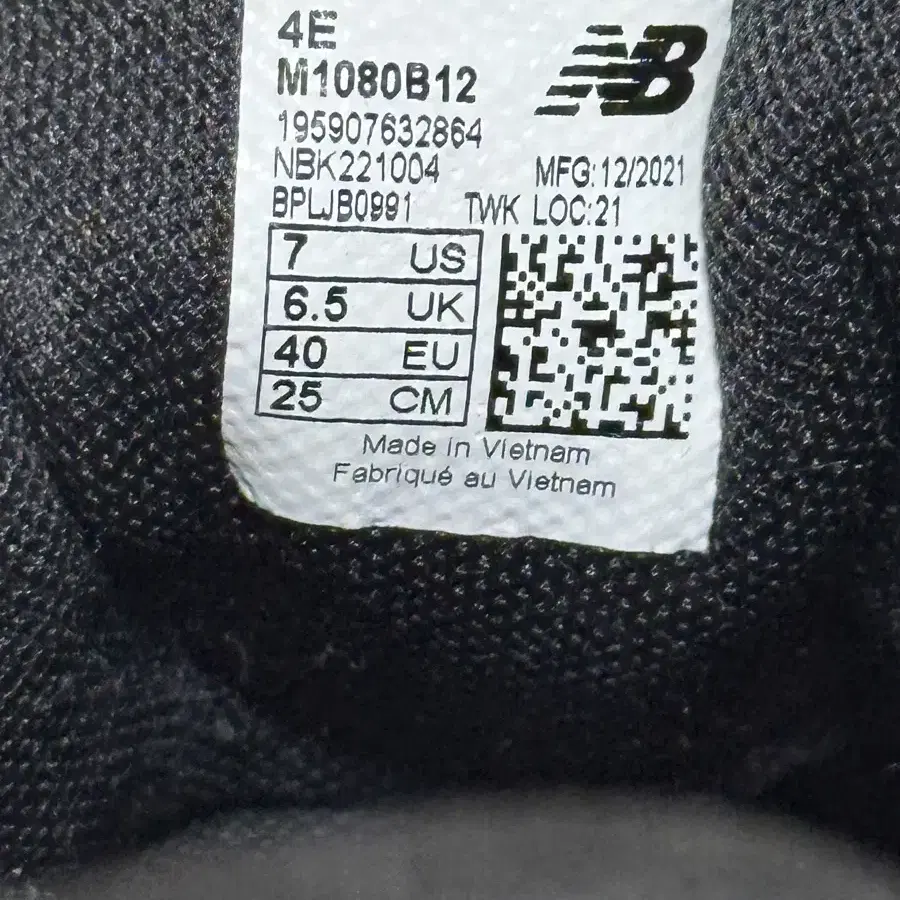 4E
M1080B12
NB
195907632864
NBK221004 MFG:12/2021
BPLJB0991 TWK LOC:21
7 US
6.5 UK
40 EU
25 CM
Made in Vietnam
Fabriqué au Vietnam